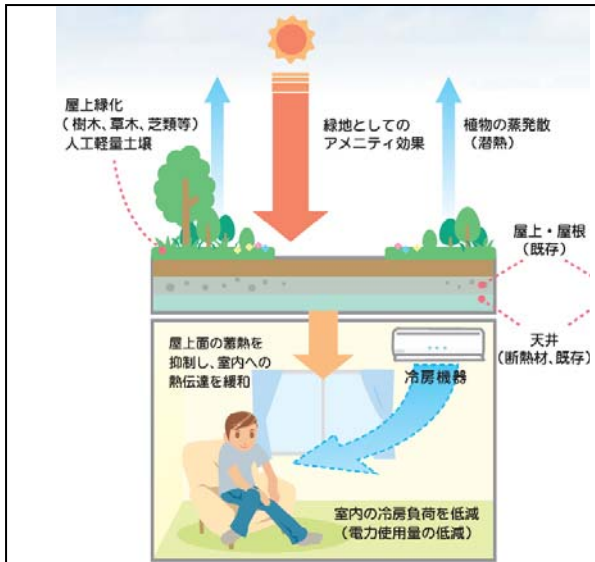 屋上緑化
(樹木、草木、芝類等)
人工軽量土壌
緑地としての
アメニティ効果
植物の蒸発散
(潜熱)
屋上・屋根
(既存)
天井
(断熱材、既存)
屋上面の蓄熱を
抑制し、室内への
熱伝達を緩和
冷房機器
室内の冷房負荷を低減
(電力使用量の低減)